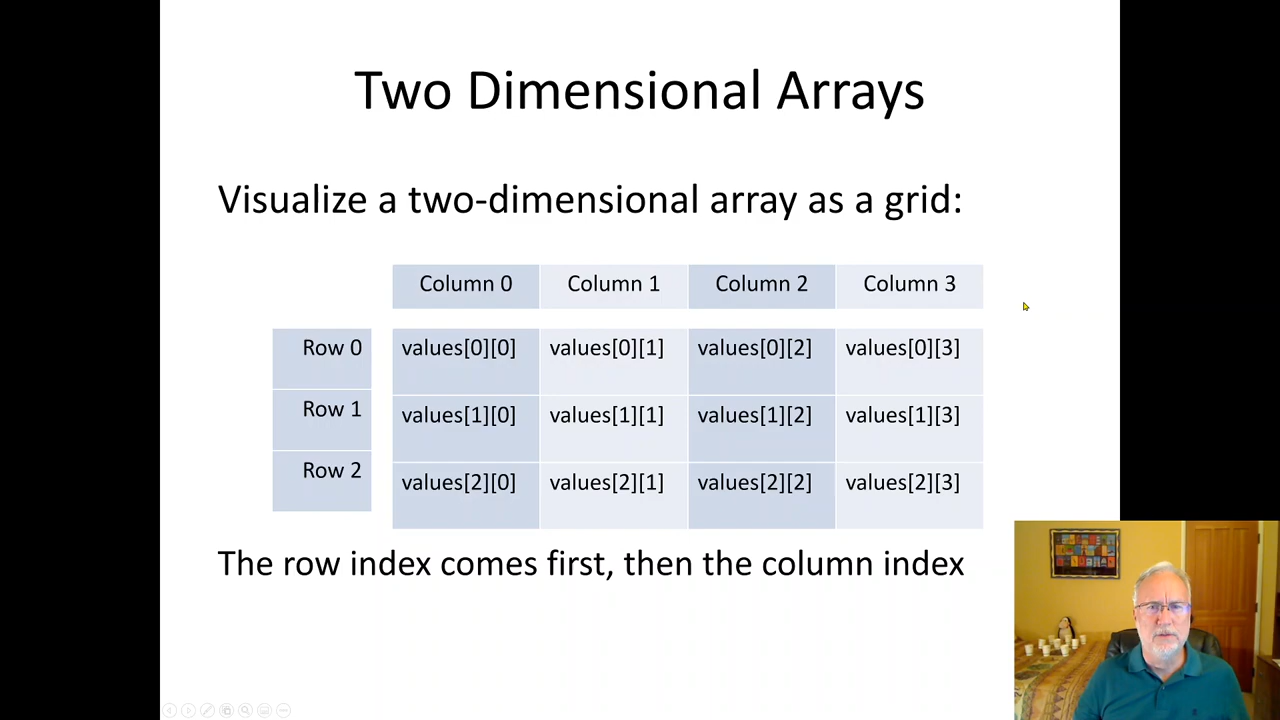 Two Dimensional Arrays
Visualize a two-dimensional array as a grid:
Column 0 Column 1 Column 2 Column 3
Row 0 values[0][0] values[0][1] values[0][2] values[0][3]
Row 1 values[1][0] values[1][1] values[1][2] values[1][3]
Row 2 values[2][0] values[2][1] values[2][2] values[2][3]
The row index comes first, then the column index